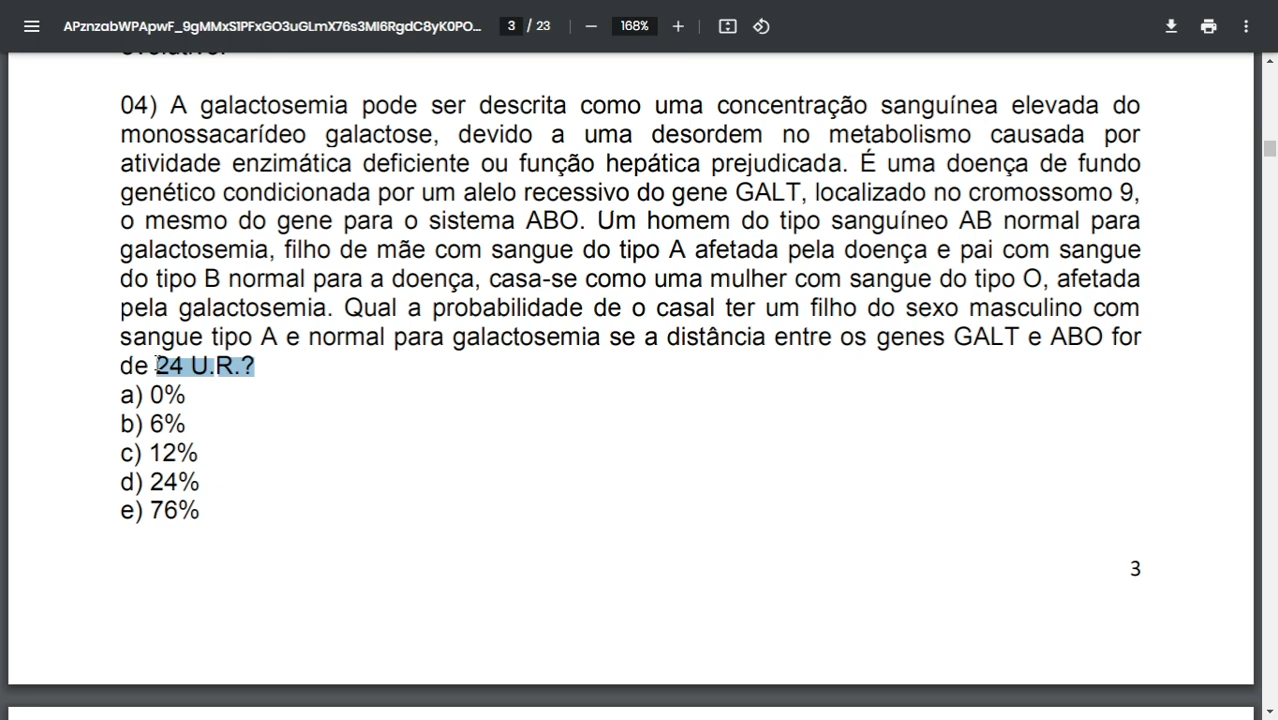 APznzabWPApwF_9gMMxS1PFxGO3uGLmX76s3Ml6RgdC8yK0PO... 3 / 23 168%
04) A galactosemia pode ser descrita como uma concentração sanguínea elevada do
monossacarídeo galactose, devido a uma desordem no metabolismo causada por
atividade enzimática deficiente ou função hepática prejudicada. É uma doença de fundo
genético condicionada por um alelo recessivo do gene GALT, localizado no cromossomo 9,
o mesmo do gene para o sistema ABO. Um homem do tipo sanguíneo AB normal para
galactosemia, filho de mãe com sangue do tipo A afetada pela doença e pai com sangue
do tipo B normal para a doença, casa-se como uma mulher com sangue do tipo O, afetada
pela galactosemia. Qual a probabilidade de o casal ter um filho do sexo masculino com
sangue tipo A e normal para galactosemia se a distância entre os genes GALT e ABO for
de 24 U.R.?
a) 0%
b) 6%
c) 12%
d) 24%
e) 76%
3